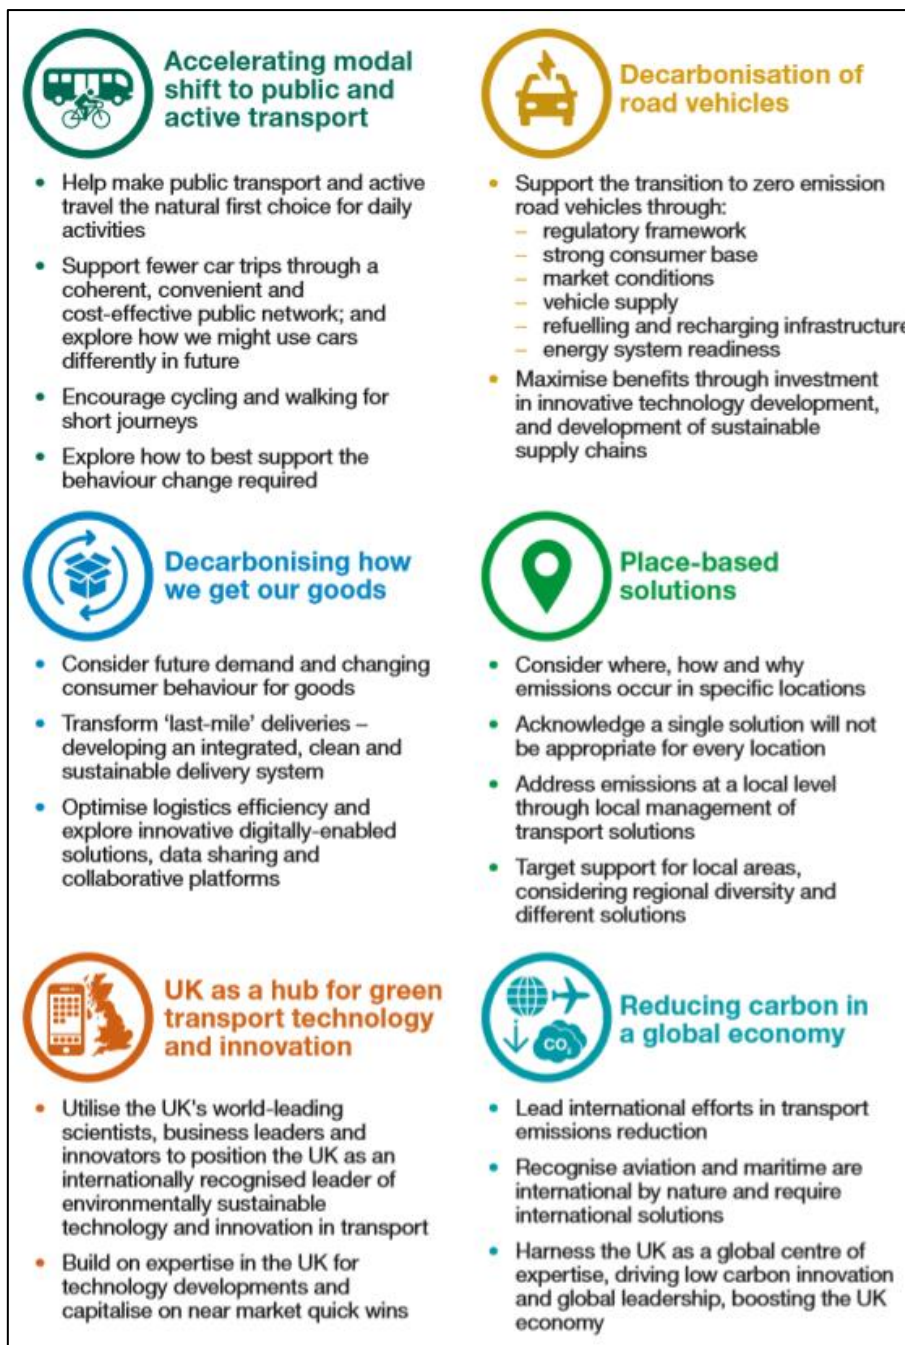 Accelerating modal
shift to public and
active transport
• Help make public transport and active
travel the natural first choice for daily
activities
• Support fewer car trips through a
coherent, convenient and
cost-effective public network; and
explore how we might use cars
differently in future
• Encourage cycling and walking for
short journeys
• Explore how to best support the
behaviour change required
Decarbonisation of
road vehicles
• Support the transition to zero emission
road vehicles through:
– regulatory framework
– strong consumer base
– market conditions
– vehicle supply
– refuelling and recharging infrastructure
– energy system readiness
• Maximise benefits through investment
in innovative technology development,
and development of sustainable
supply chains
Decarbonising how
we get our goods
• Consider future demand and changing
consumer behaviour for goods
• Transform ‘last-mile’ deliveries –
developing an integrated, clean and
sustainable delivery system
• Optimise logistics efficiency and
explore innovative digitally-enabled
solutions, data sharing and
collaborative platforms
Place-based
solutions
• Consider where, how and why
emissions occur in specific locations
• Acknowledge a single solution will not
be appropriate for every location
• Address emissions at a local level
through local management of
transport solutions
• Target support for local areas,
considering regional diversity and
different solutions
UK as a hub for green
transport technology
and innovation
• Utilise the UK’s world-leading
scientists, business leaders and
innovators to position the UK as an
internationally recognised leader of
environmentally sustainable
technology and innovation in transport
• Build on expertise in the UK for
technology developments and
capitalise on near market quick wins
CO₂
Reducing carbon in
a global economy
• Lead international efforts in transport
emissions reduction
• Recognise aviation and maritime are
international by nature and require
international solutions
• Harness the UK as a global centre of
expertise, driving low carbon innovation
and global leadership, boosting the UK
economy